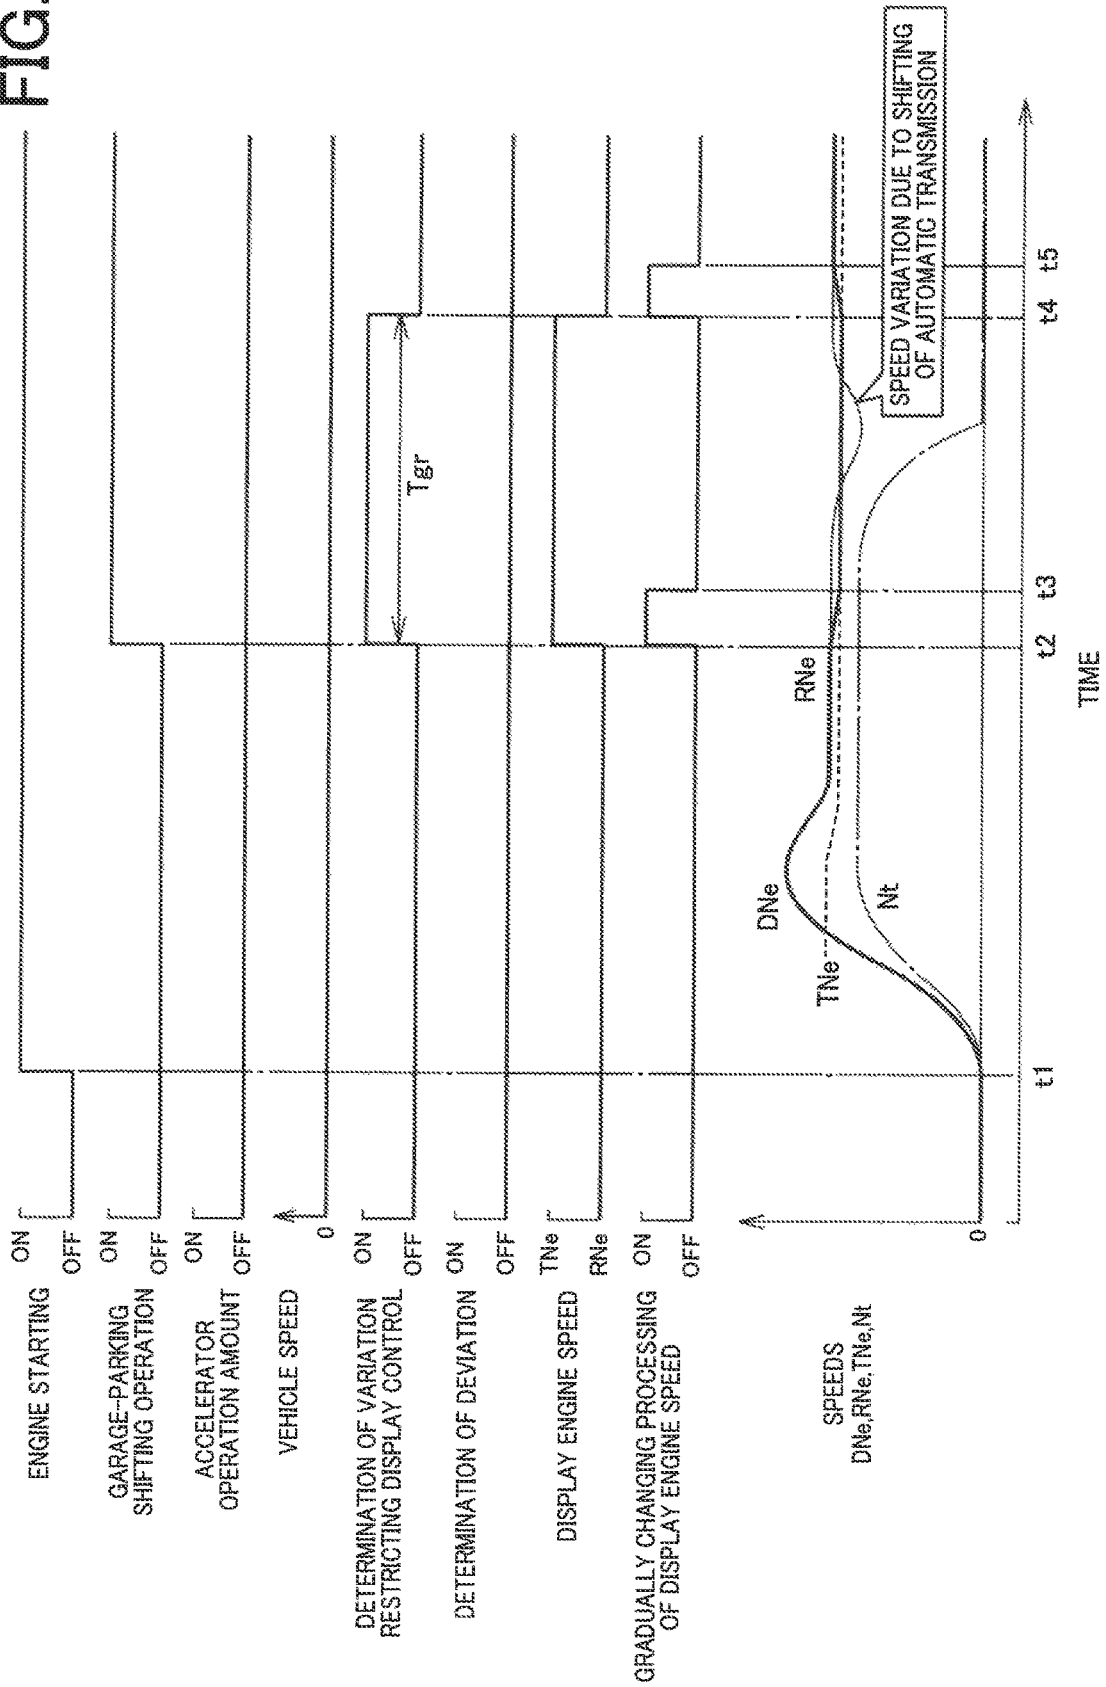 FIG.
ENGINE STARTING
ON
OFF
GARAGE-PARKING
SHIFTING OPERATION
ON
OFF
ACCELERATOR
OPERATION AMOUNT
ON
OFF
VEHICLE SPEED
0
DETERMINATION OF VARIATION
RESTRICTING DISPLAY CONTROL
ON
OFF
Tgr
DETERMINATION OF DEVIATION
ON
OFF
DISPLAY ENGINE SPEED
TNe
RNe
GRADUALLY CHANGING PROCESSING
OF DISPLAY ENGINE SPEED
ON
OFF
SPEEDS
DNe,RNe,TNe,Nt
0
TNe
DNe
Nt
RNe
SPEED VARIATION DUE TO SHIFTING
OF AUTOMATIC TRANSMISSION
t1
t2
t3
t4
t5
TIME